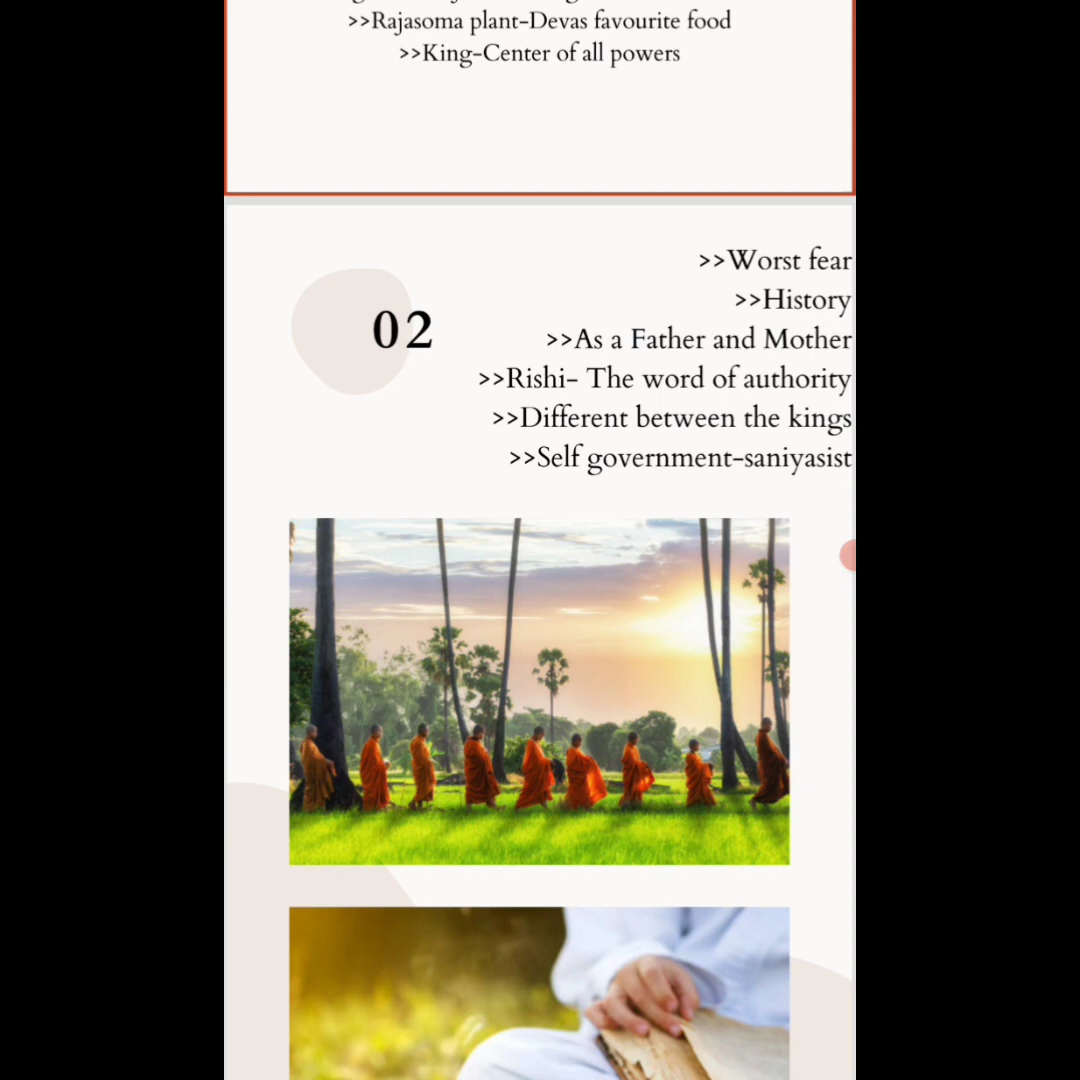 >>Rajasoma plant-Devas favourite food
>>King-Center of all powers
02
>>Worst fear
>>History
>>As a Father and Mother
>>Rishi- The word of authority
>>Different between the kings
>>Self government-saniyasist